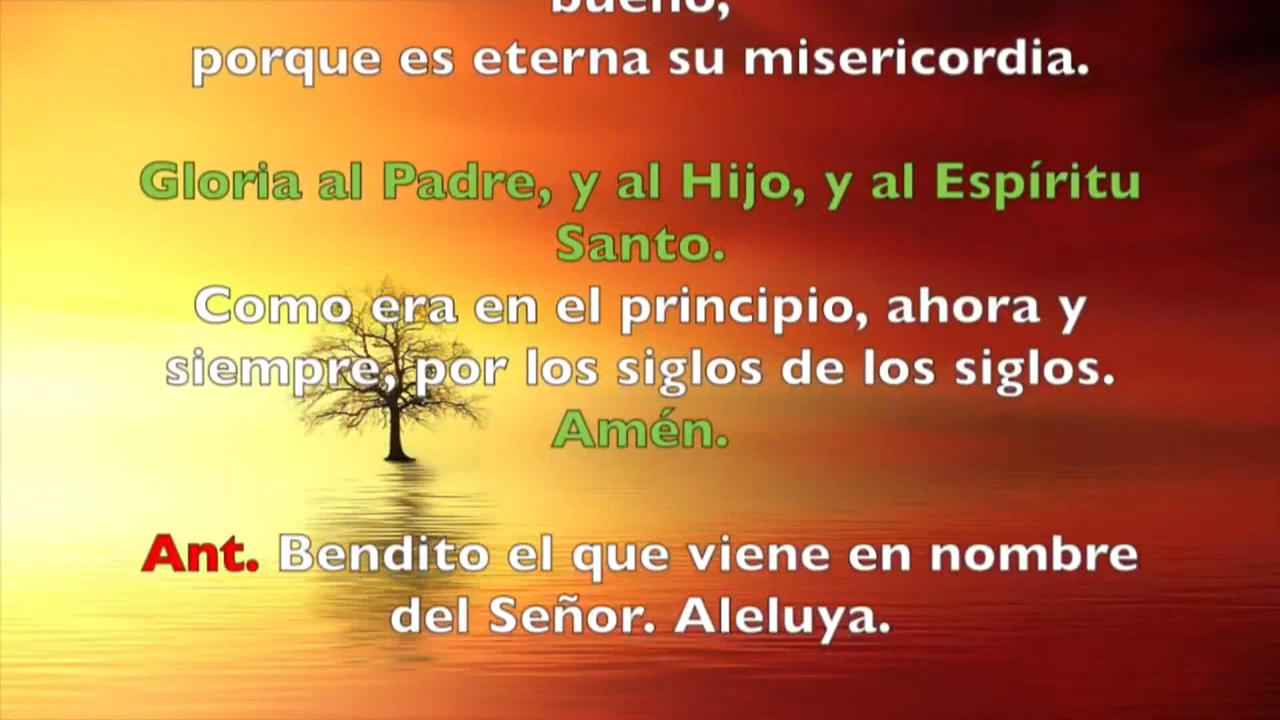 bueno,
porque es eterna su misericordia.
Gloria al Padre, y al Hijo, y al Espíritu
Santo.
Como era en el principio, ahora y
siempre, por los siglos de los siglos.
Amén.
Ant. Bendito el que viene en nombre
del Señor. Aleluya.